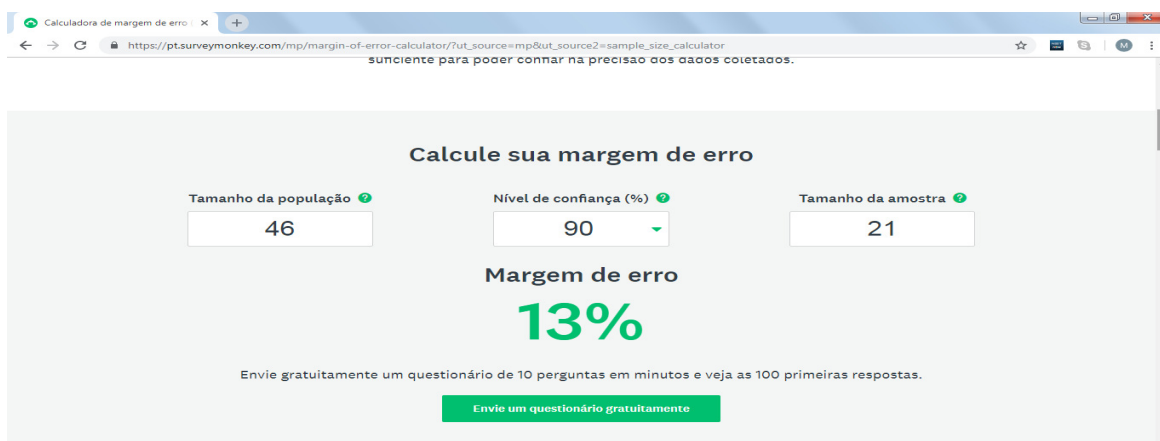 Calculadora de margem de erro
https://pt.surveymonkey.com/mp/margin-of-error-calculator/?ut_source=mp&ut_source2=sample_size_calculator
M
suficiente para poder confiar na precisão dos dados coletados.
Calcule sua margem de erro
Tamanho da população ?
Nível de confiança (%) ?
Tamanho da amostra ?
46
90
21
Margem de erro
13%
Envie gratuitamente um questionário de 10 perguntas em minutos e veja as 100 primeiras respostas.
Envie um questionário gratuitamente